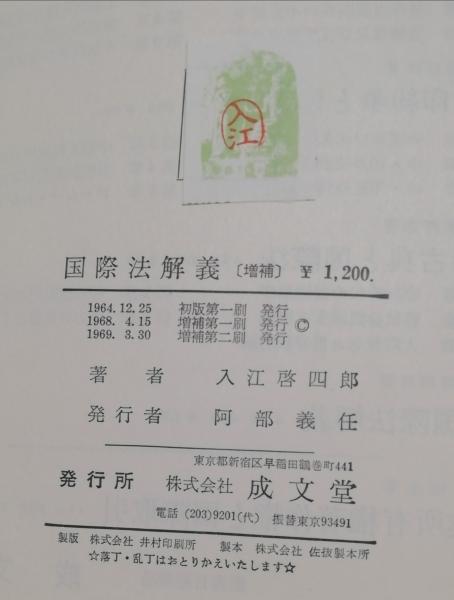 入江
国際法解義〔増補〕 ¥1,200.
1964.12.25 初版第一刷 発行
1968. 4.15 増補第一刷 発行 ©
1969. 3.30 増補第二刷 発行
著者 入江啓四郎
発行者 阿部義任
東京都新宿区早稲田鶴巻町441
発行所 株式会社 成文堂
電話 (203)9201(代) 振替東京93491
製版 株式会社 井村印刷所 製本 株式会社 佐抜製本所
☆落丁・乱丁はおとりかえいたします☆